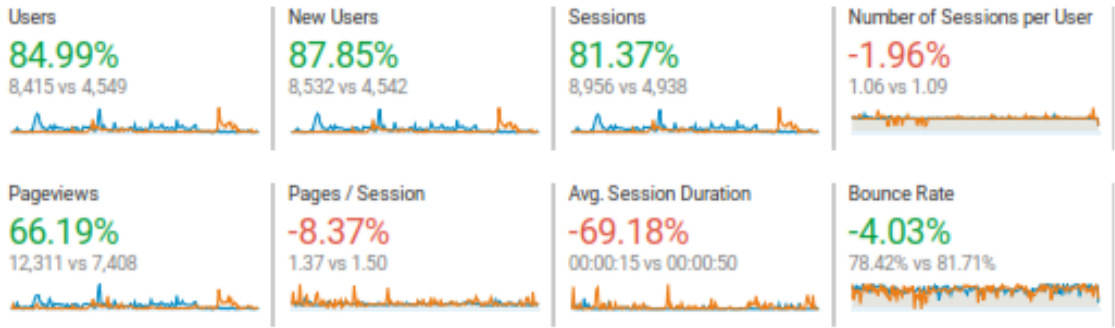 Users
84.99%
8,415 vs 4,549
New Users
87.85%
8,532 vs 4,542
Sessions
81.37%
8,956 vs 4,938
Number of Sessions per User
-1.96%
1.06 vs 1.09
Pageviews
66.19%
12,311 vs 7,408
Pages / Session
-8.37%
1.37 vs 1.50
Avg. Session Duration
-69.18%
00:00:15 vs 00:00:50
Bounce Rate
-4.03%
78.42% vs 81.71%